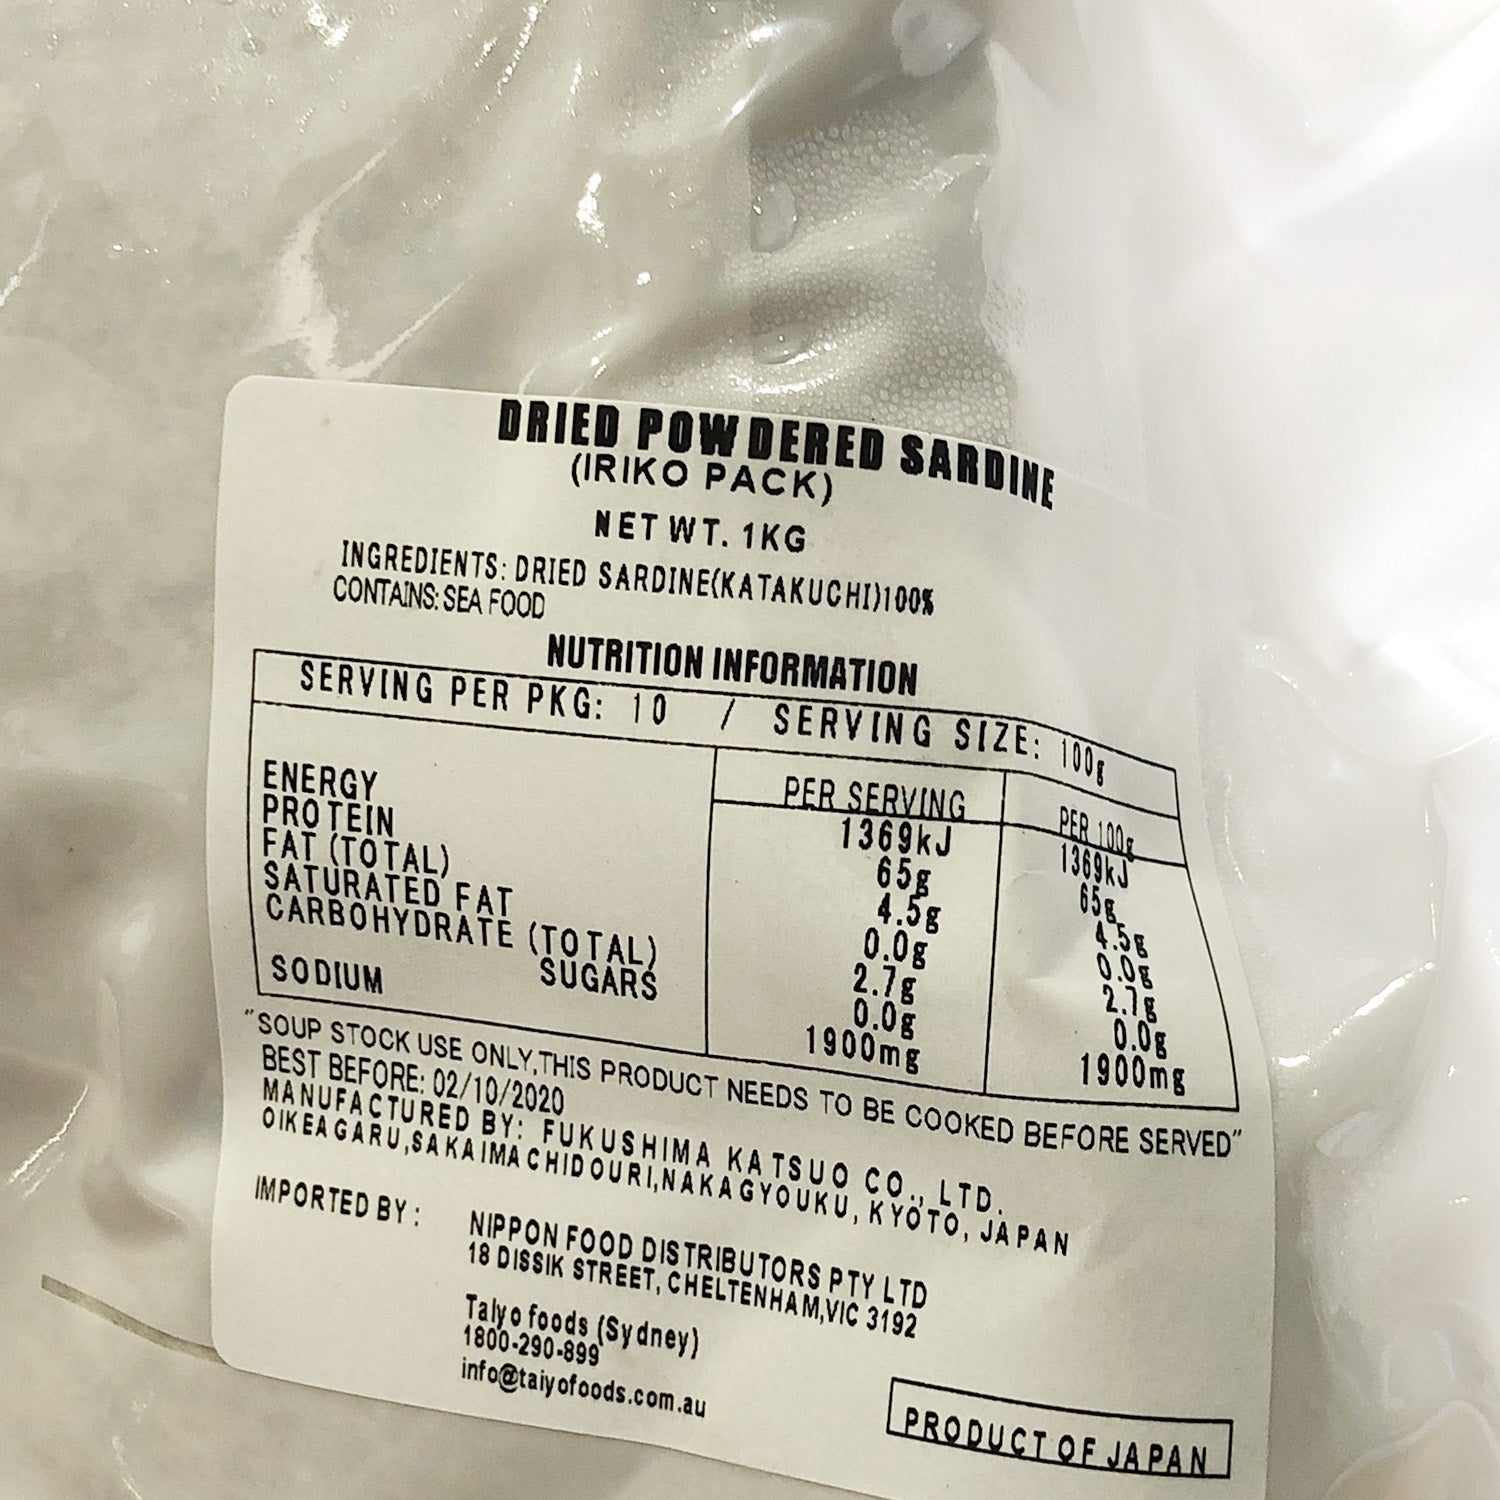 DRIED POWDERED SARDINE
(IRIKO PACK)
NET WT. 1KG
INGREDIENTS: DRIED SARDINE(KATAKUCHI)100%
CONTAINS: SEA FOOD
NUTRITION INFORMATION
SERVING PER PKG: 10 / SERVING SIZE: 100g
PER SERVING PER 100g
ENERGY 1369kJ 1369kJ
PROTEIN 65g 65g
FAT (TOTAL) 4.5g 4.5g
SATURATED FAT 0.0g 0.0g
CARBOHYDRATE (TOTAL) 2.7g 2.7g
SUGARS 0.0g 0.0g
SODIUM 1900mg 1900mg
"SOUP STOCK USE ONLY,THIS PRODUCT NEEDS TO BE COOKED BEFORE SERVED"
BEST BEFORE: 02/10/2020
MANUFACTURED BY: FUKUSHIMA KATSUO CO., LTD.
OIKEAGARU,SAKAIMACHIDOURI,NAKAGYOUKU, KYOTO, JAPAN
IMPORTED BY : NIPPON FOOD DISTRIBUTORS PTY LTD
18 DISSIK STREET, CHELTENHAM,VIC 3192
Taiyo foods (Sydney)
1800-290-899
info@taiyofoods.com.au
PRODUCT OF JAPAN